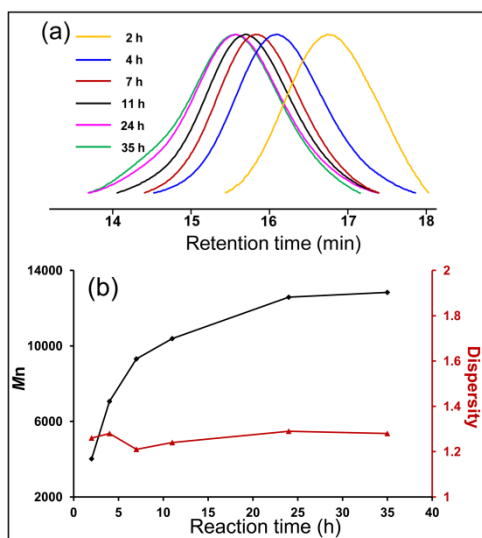 (a)
2 h
4 h
7 h
11 h
24 h
35 h
14 15 16 17 18
Retention time (min)
(b)
14000
10000
6000
2000
Mn
2
1.8
1.6
1.4
1.2
1
Dispersity
0 5 10 15 20 25 30 35 40
Reaction time (h)